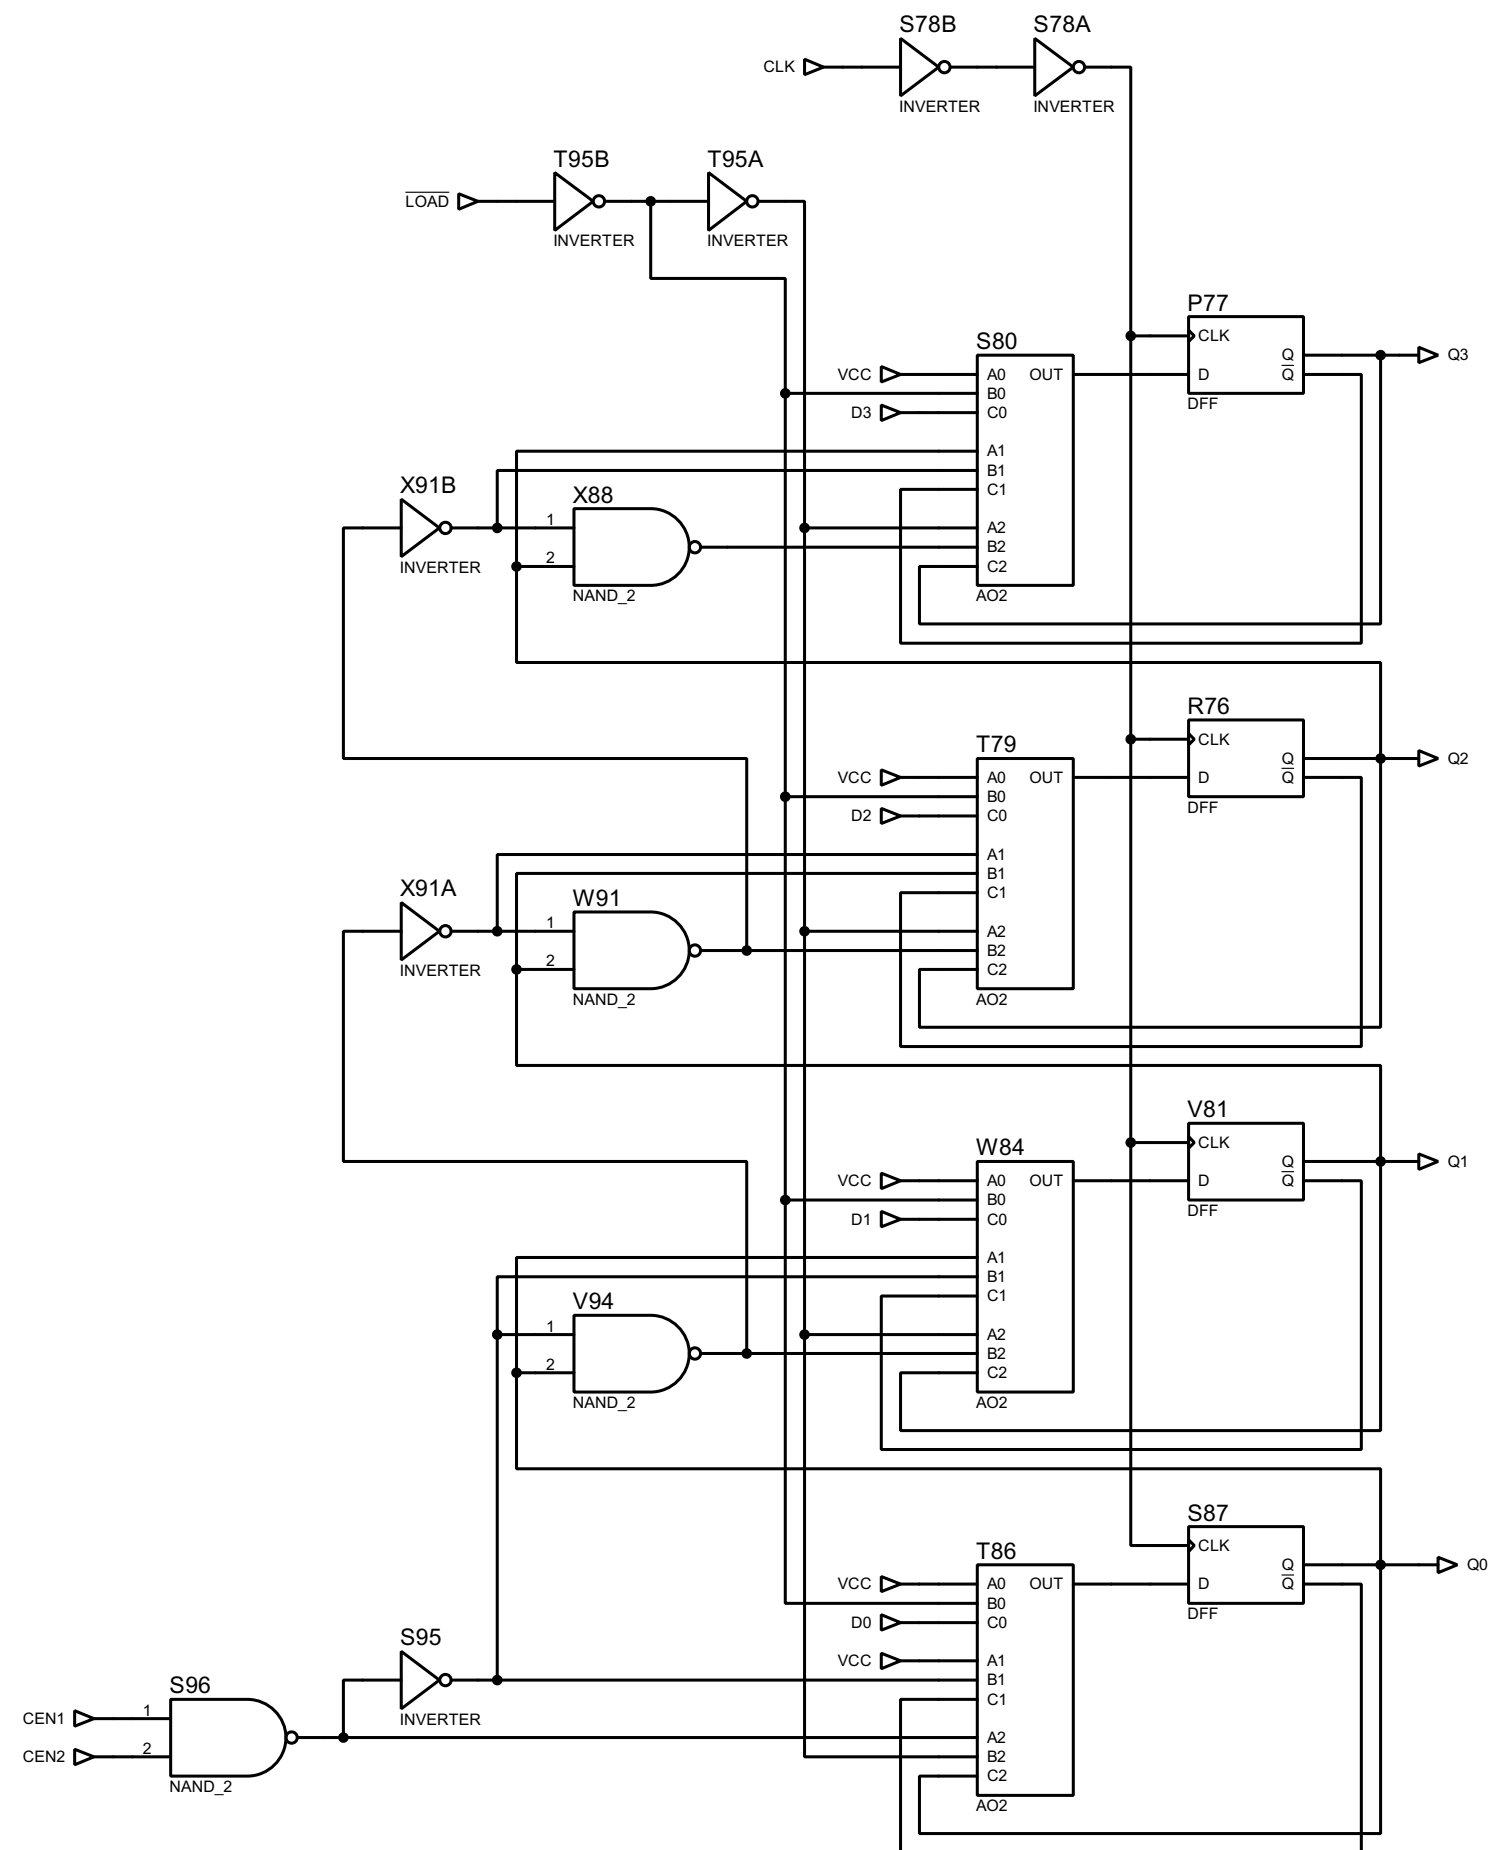 S78B S78A
CLK
INVERTER INVERTER
T95B T95A
LOAD
INVERTER INVERTER
P77
CLK
S80
Q Q3
VCC A0 OUT D Q
B0 DFF
D3 C0
A1
B1
X91B C1
X88
1 A2
B2
INVERTER 2 C2
NAND_2 AO2
R76
CLK
T79
Q Q2
VCC A0 OUT D Q
B0 DFF
D2 C0
A1
B1
X91A C1
W91
1 A2
B2
INVERTER 2 C2
NAND_2 AO2
V81
CLK
W84
Q Q1
VCC A0 OUT D Q
B0 DFF
D1 C0
A1
B1
V94 C1
1 A2
B2
2 C2
NAND_2 AO2
S87
CLK
T86
Q Q0
VCC A0 OUT D Q
B0 DFF
D0 C0
S95
VCC A1
S96 B1
CEN1 1 INVERTER C1
A2
CEN2 2 B2
NAND_2 C2
AO2